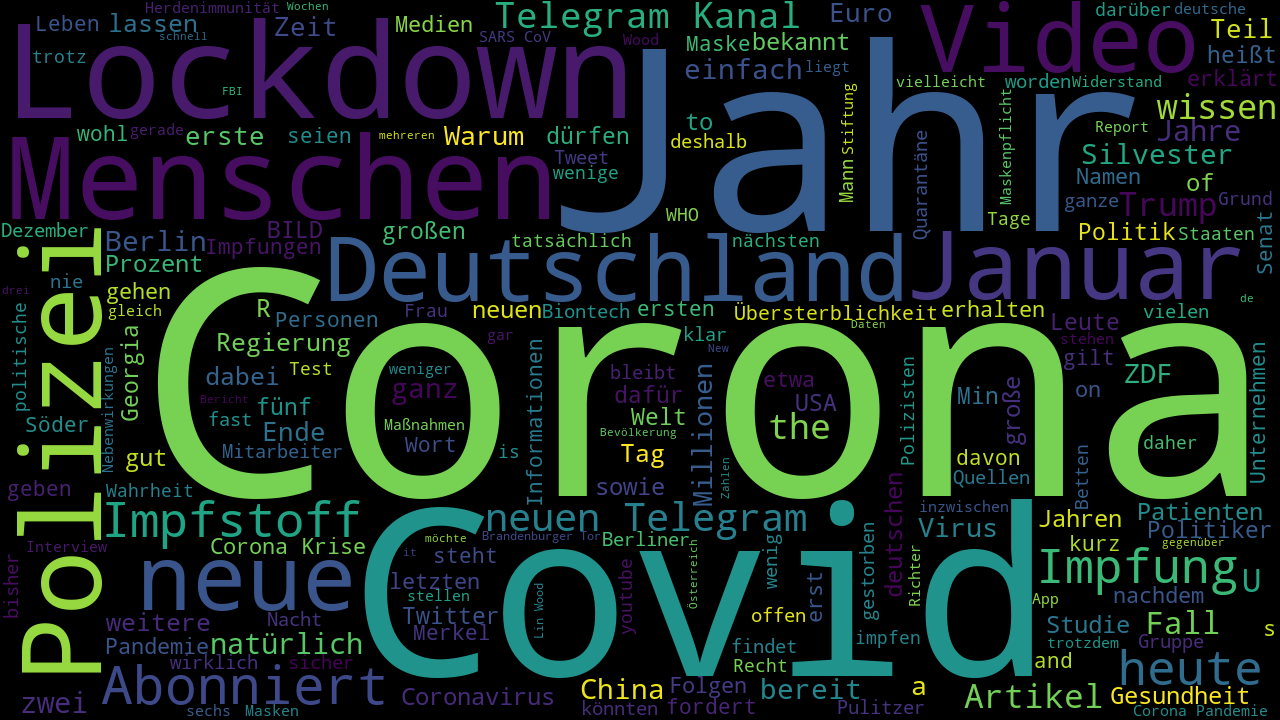 Herdenimmunität
Wochen
Leben
lassen
Zeit
Medien
Telegram Kanal
Euro
darüber
deutsche
schnell
SARS CoV
Wood
Maske
bekannt
Video
Teil
trotz
Lockdown
Jahr
einfach
liegt
heißt
FBI
vielleicht
worden
Widerstand
erklärt
wohl
gerade
erste
seien
mehreren
Warum
dürfen
to
deshalb
Mann
Stiftung
Maskenpflicht
wissen
Report
Jahre
Menschen
Tweet
wenige
Quarantäne
Silvester
Namen
of
WHO
ganze
Trump
Grund
Tage
Dezember
Berlin
BILD
Impfungen
großen
tatsächlich
nächsten
Politik
Staaten
Senat
Polizei
Prozent
Deutschland
Januar
drei
nie
gehen
gleich
R
Personen
Frau
neuen
Biontech
ersten
Übersterblichkeit
erhalten
de
politische
Georgia
Regierung
gar
klar
Daten
Leute
vielen
stehen
New
gilt
dabei
Test
weniger
bleibt
etwa
ZDF
Corona
Bericht
ganz
dafür
USA
Min
große
on
Söder
fast
fünf
Maßnahmen
Welt
the
Polizisten
Unternehmen
Nebenwirkungen
Ende
Wort
Bevölkerung
Informationen
Millionen
daher
gut
Mitarbeiter
is
Tag
davon
Zahlen
Quellen
Betten
geben
Wahrheit
sowie
inzwischen
Impfstoff
neuen Telegram
deutschen
Virus
Jahren
Patienten
Politiker
Interview
Corona Krise
it
möchte
Brandenburger Tor
Berliner
kurz
gegenüber
steht
wenig
gestorben
bisher
neue
Covid
letzten
Österreich
Richter
Impfung
U
stellen
Lin Wood
youtube
erst
App
nachdem
weitere
Nacht
Twitter
offen
Studie
Fall
s
Pandemie
natürlich
Merkel
findet
impfen
trotzdem
Gruppe
wirklich
sicher
Recht
and
heute
zwei
Abonniert
Coronavirus
China
Folgen
bereit
a
Artikel
Gesundheit
sechs
Masken
könnten
fordert
Pulitzer
Corona Pandemie